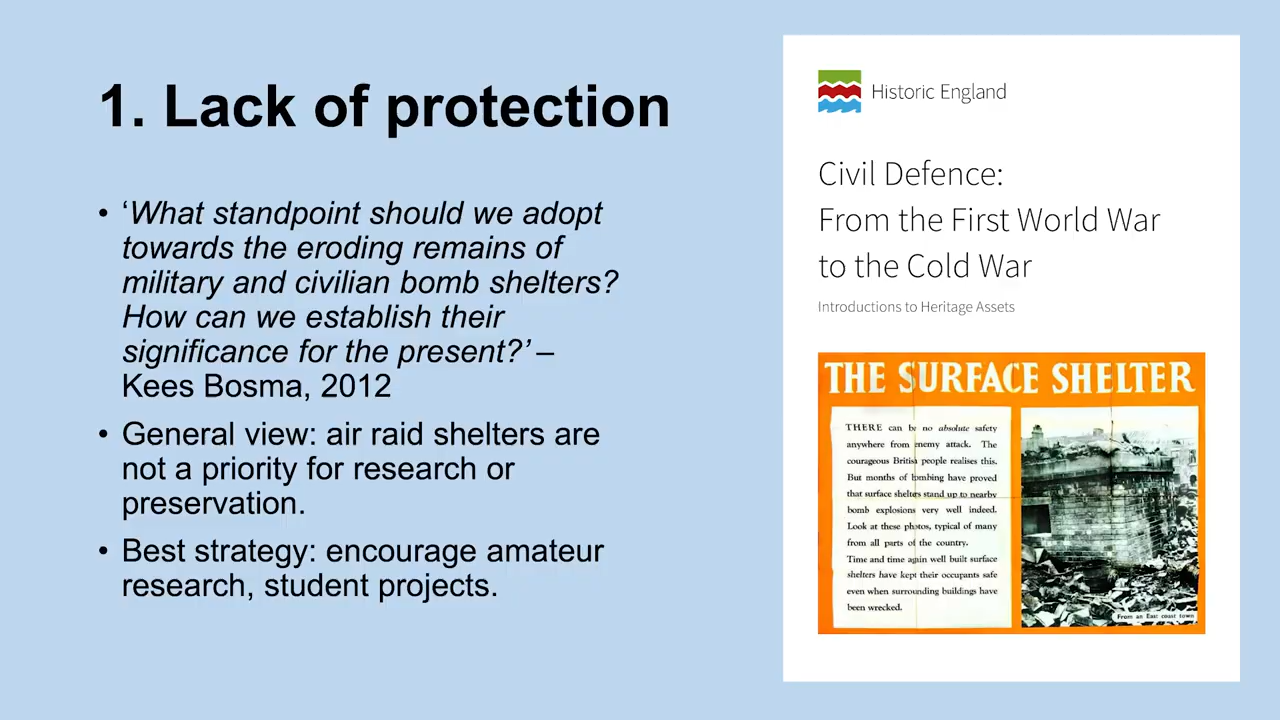 1. Lack of protection
• ‘What standpoint should we adopt
towards the eroding remains of
military and civilian bomb shelters?
How can we establish their
significance for the present?’ –
Kees Bosma, 2012
• General view: air raid shelters are
not a priority for research or
preservation.
• Best strategy: encourage amateur
research, student projects.
Historic England
Civil Defence:
From the First World War
to the Cold War
Introductions to Heritage Assets
THE SURFACE SHELTER
THERE can be no absolute safety
anywhere from enemy attack. The
courageous British people realises this.
But months of bombing have proved
that surface shelters stand up to nearby
bomb explosions very well indeed.
Look at these photos, typical of many
from all parts of the country.
Time and time again well built surface
shelters have kept their occupants safe
even when surrounding buildings have
been wrecked.
From an East coast town